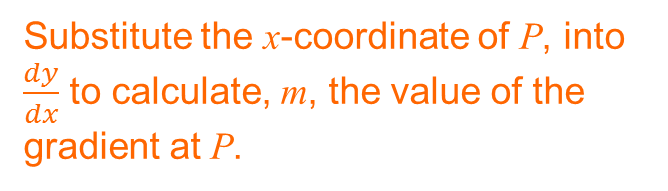 Substitute the x-coordinate of P, into
dy/dx to calculate, m, the value of the
gradient at P.